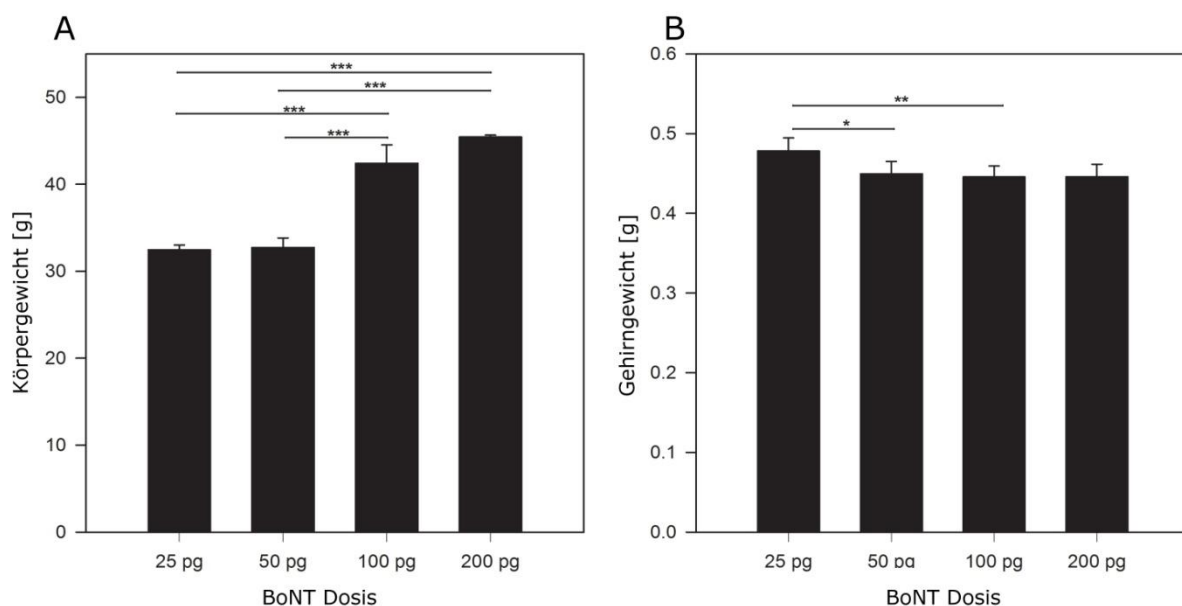 A
Körpergewicht [g]
50
40
30
20
10
0
***
***
***
***
25 pg 50 pg 100 pg 200 pg
BoNT Dosis
B
Gehirngewicht [g]
0.6
0.5
0.4
0.3
0.2
0.1
0.0
**
*
25 pg 50 pg 100 pg 200 pg
BoNT Dosis